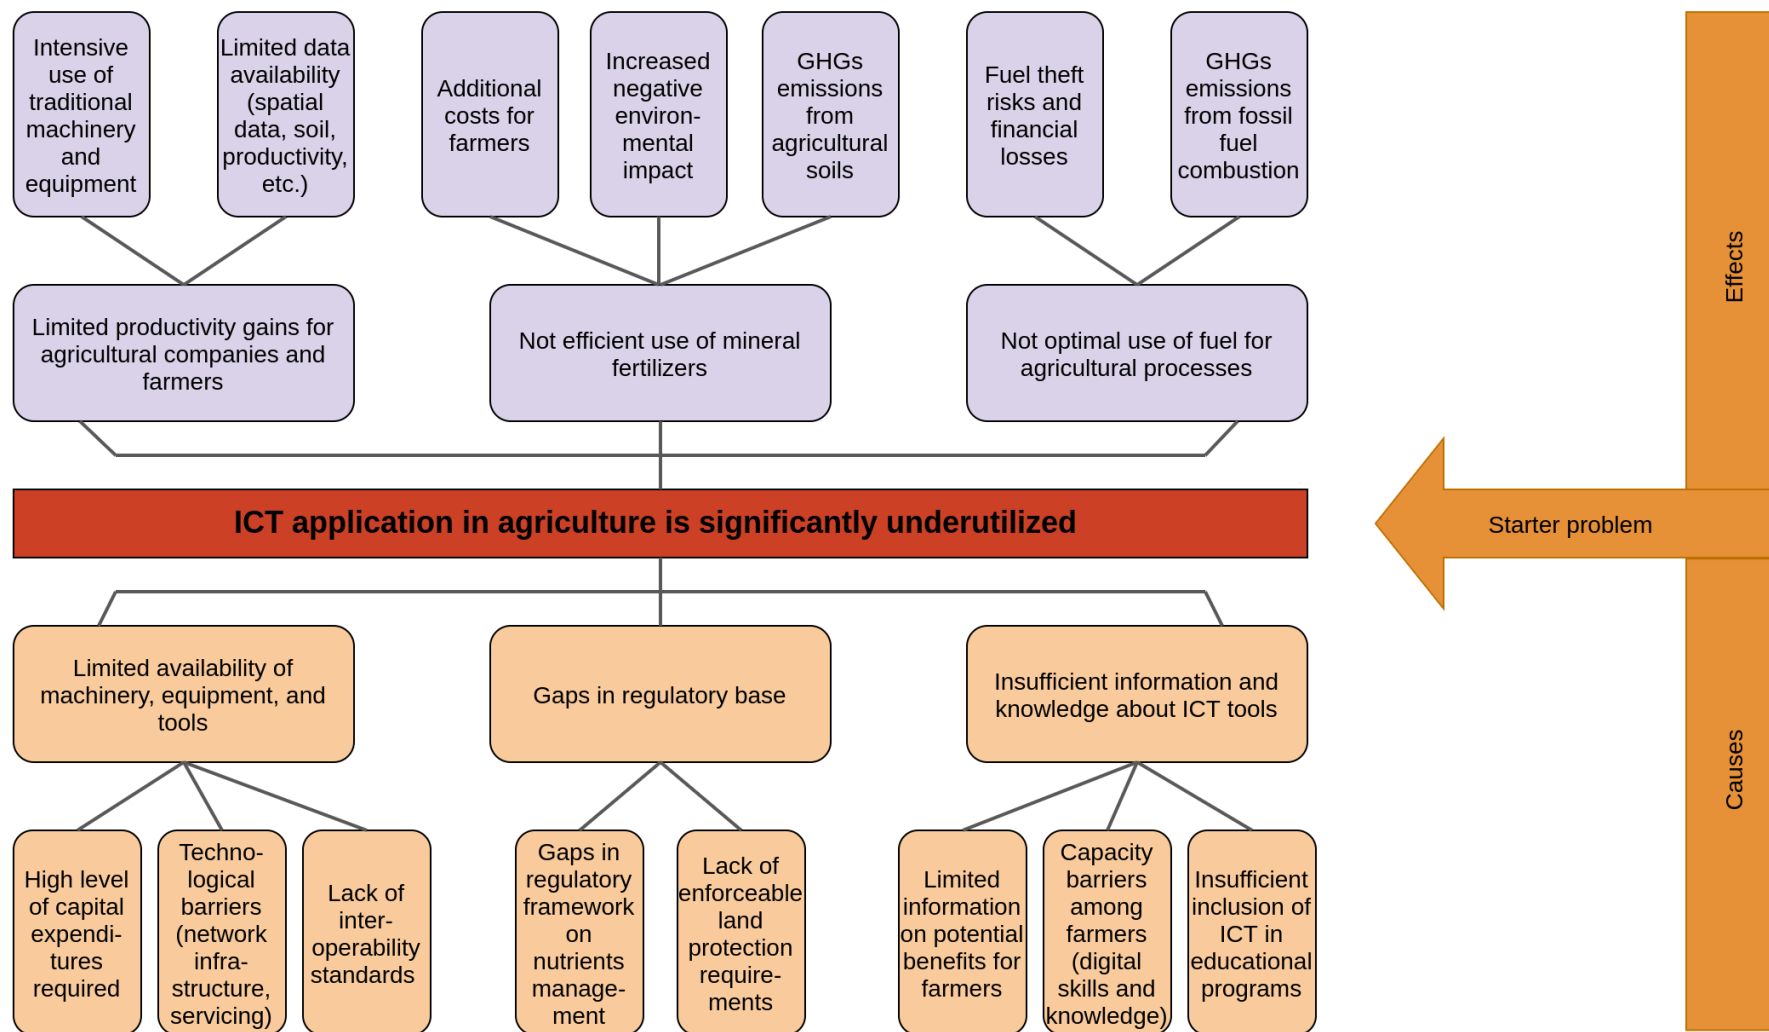 Intensive
use of
traditional
machinery
and
equipment
Limited data
availability
(spatial
data, soil,
productivity,
etc.)
Additional
costs for
farmers
Increased
negative
environ-
mental
impact
GHGs
emissions
from
agricultural
soils
Fuel theft
risks and
financial
losses
GHGs
emissions
from fossil
fuel
combustion
Effects
Limited productivity gains for
agricultural companies and
farmers
Not efficient use of mineral
fertilizers
Not optimal use of fuel for
agricultural processes
ICT application in agriculture is significantly underutilized
Starter problem
Limited availability of
machinery, equipment, and
tools
Gaps in regulatory base
Insufficient information and
knowledge about ICT tools
Causes
High level
of capital
expendi-
tures
required
Techno-
logical
barriers
(network
infra-
structure,
servicing)
Lack of
inter-
operability
standards
Gaps in
regulatory
framework
on
nutrients
manage-
ment
Lack of
enforceable
land
protection
require-
ments
Limited
information
on potential
benefits for
farmers
Capacity
barriers
among
farmers
(digital
skills and
knowledge)
Insufficient
inclusion of
ICT in
educational
programs